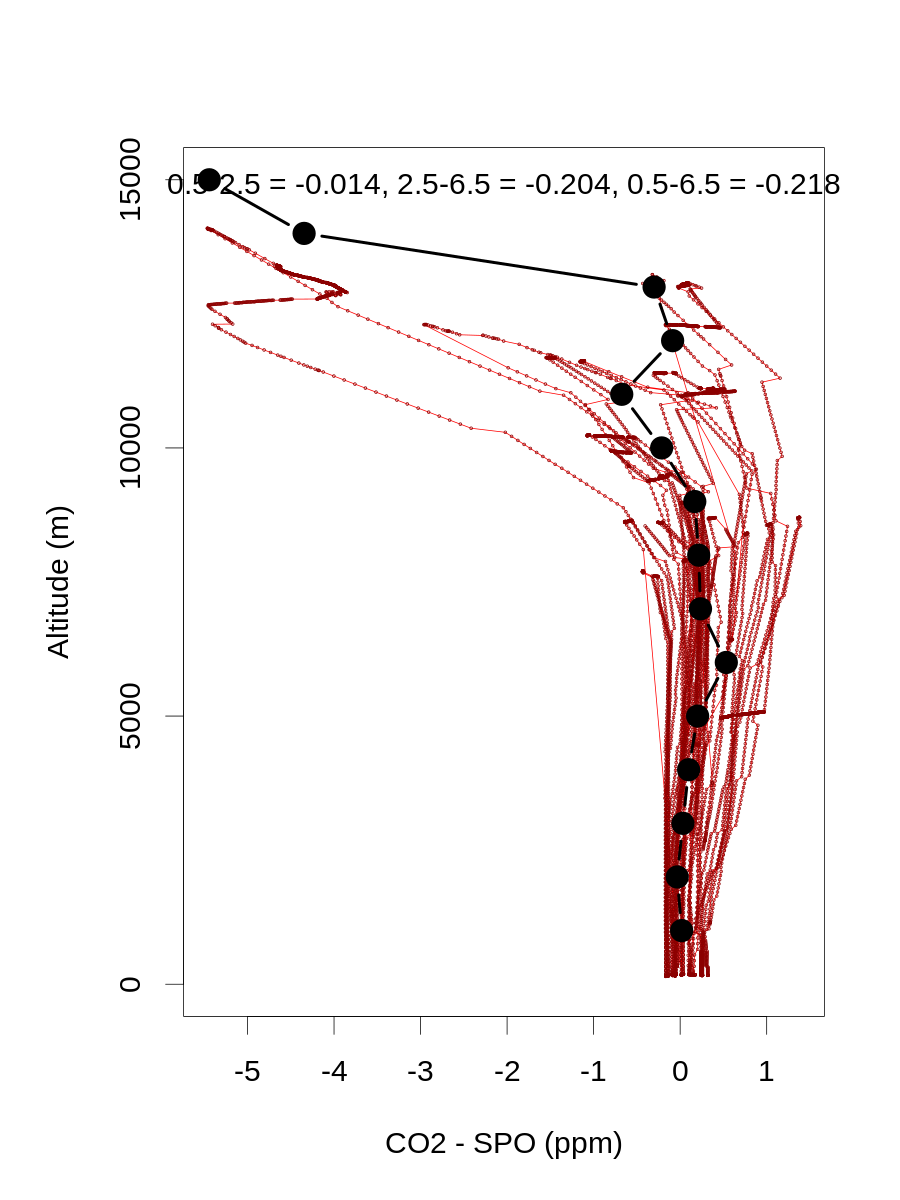 0.5-2.5 = -0.014, 2.5-6.5 = -0.204, 0.5-6.5 = -0.218
15000
10000
5000
0
Altitude (m)
-5 -4 -3 -2 -1 0 1
CO2 - SPO (ppm)